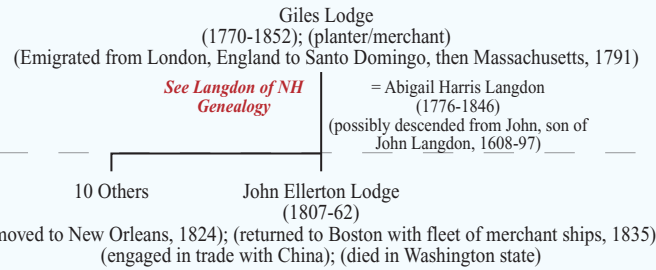 Giles Lodge
(1770-1852); (planter/merchant)
(Emigrated from London, England to Santo Domingo, then Massachusetts, 1791)
See Langdon of NH
Genealogy
= Abigail Harris Langdon
(1776-1846)
(possibly descended from John, son of
John Langdon, 1608-97)
10 Others
John Ellerton Lodge
(1807-62)
moved to New Orleans, 1824); (returned to Boston with fleet of merchant ships, 1835)
(engaged in trade with China); (died in Washington state)